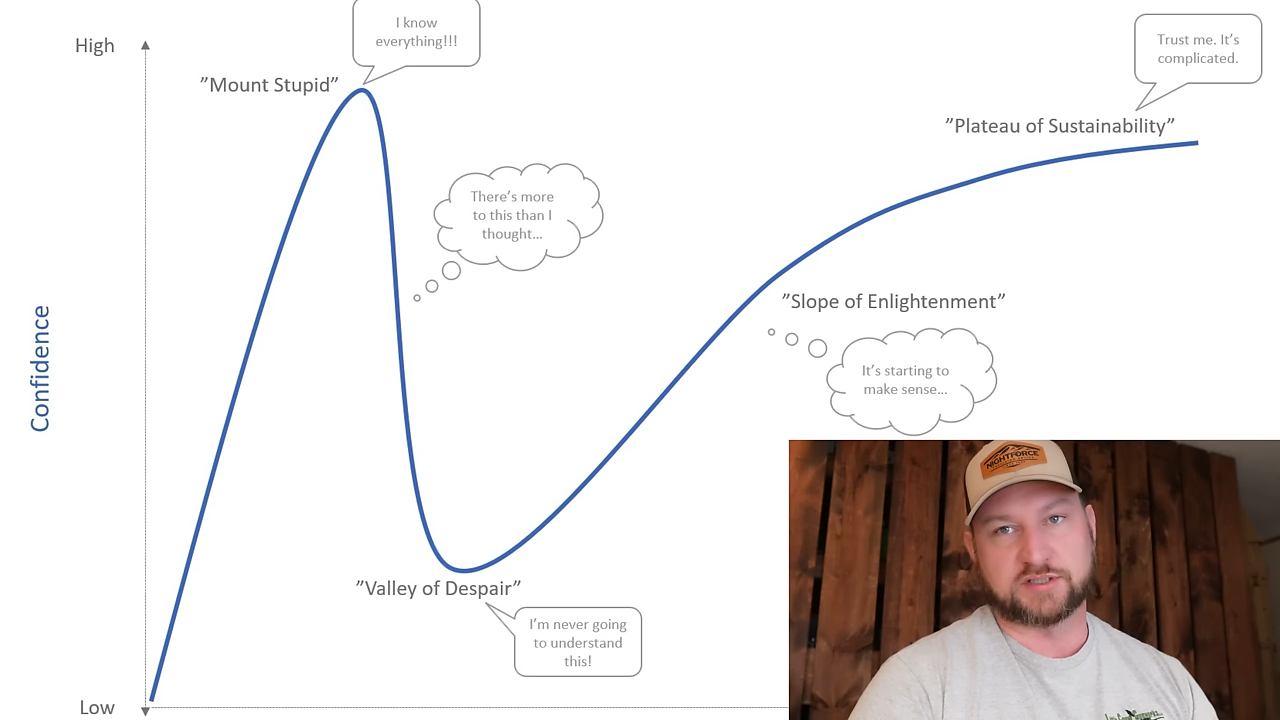 I know
everything!!!
High
Trust me. It's
complicated.
”Mount Stupid”
”Plateau of Sustainability”
There's more
to this than I
thought...
”Slope of Enlightenment”
It's starting to
make sense...
Confidence
NIGHTFORCE
”Valley of Despair”
I'm never going
to understand
this!
Low